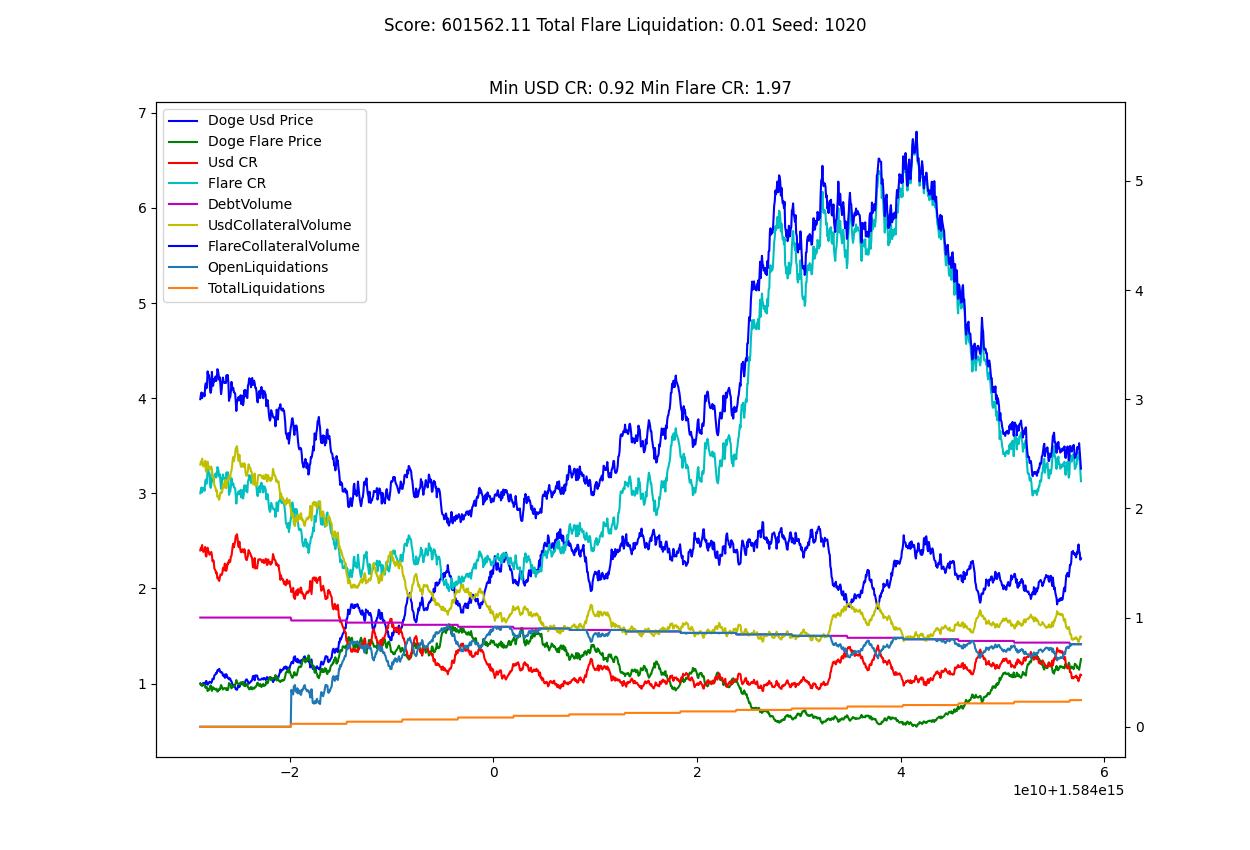 Score: 601562.11 Total Flare Liquidation: 0.01 Seed: 1020
Min USD CR: 0.92 Min Flare CR: 1.97
Doge Usd Price
Doge Flare Price
Usd CR
Flare CR
DebtVolume
UsdCollateralVolume
FlareCollateralVolume
OpenLiquidations
TotalLiquidations
7
6
5
4
3
2
1
5
4
3
2
1
0
−2 0 2 4 6
1e10+1.584e15